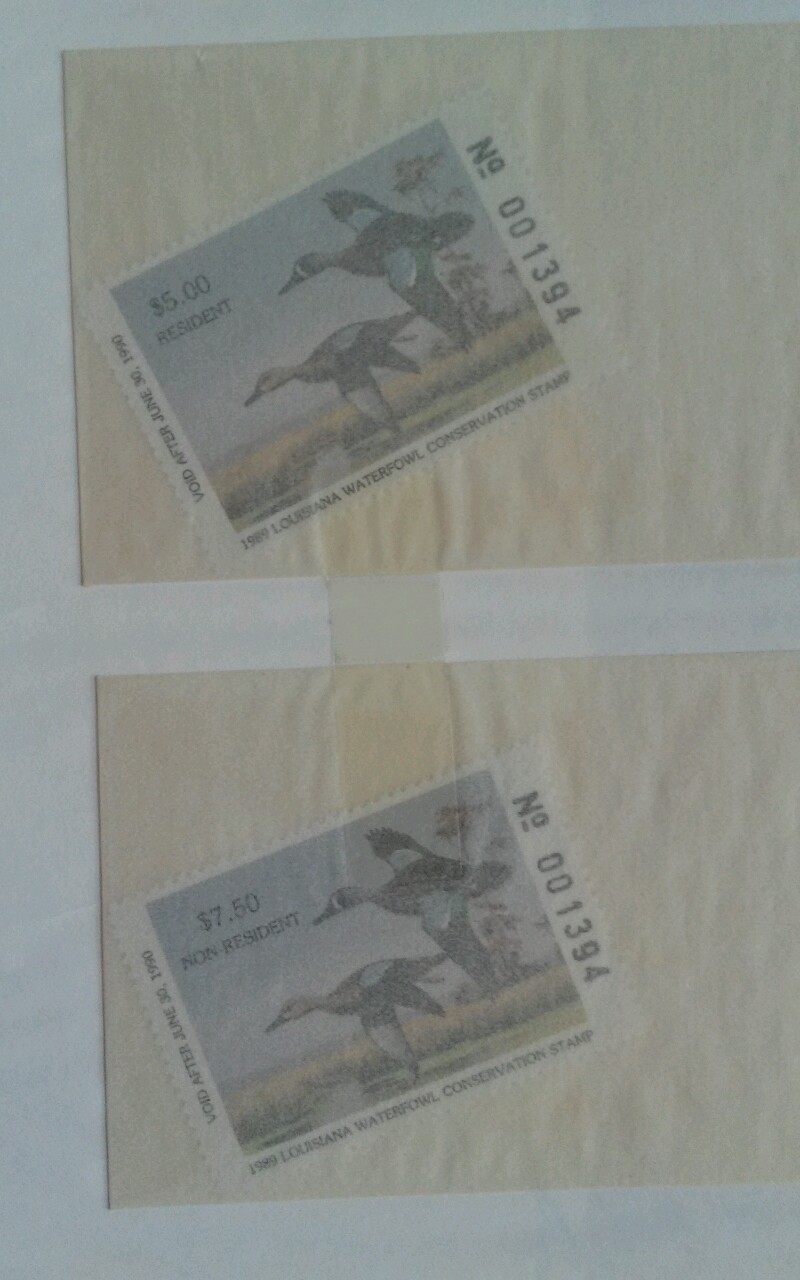 No 001394
$5.00
RESIDENT
VOID AFTER JUNE 30, 1990
1989 LOUISIANA WATERFOWL CONSERVATION STAMP
No 001394
$7.50
NON-RESIDENT
VOID AFTER JUNE 30, 1990
1989 LOUISIANA WATERFOWL CONSERVATION STAMP